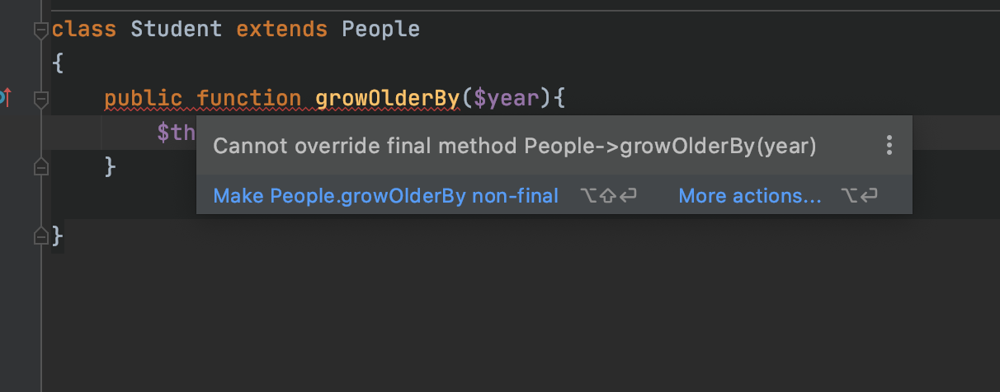 class Student extends People
{
public function growOlderBy($year){
$th
Cannot override final method People->growOlderBy(year)
}
Make People.growOlderBy non-final ⌥⇧⏎ More actions... ⌥⏎
}